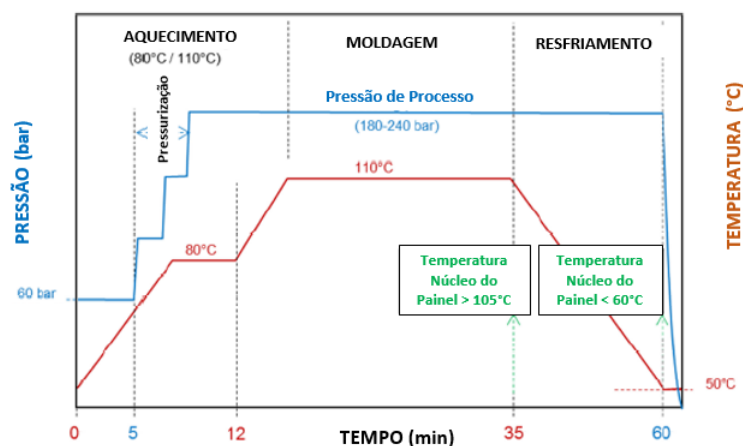 AQUECIMENTO
(80°C / 110°C)
MOLDAGEM
RESFRIAMENTO
Pressurização
Pressão de Processo
(180-240 bar)
PRESSÃO (bar)
TEMPERATURA (°C)
110°C
80°C
Temperatura
Núcleo do
Painel > 105°C
Temperatura
Núcleo do
Painel < 60°C
60 bar
50°C
0
5
12
TEMPO (min)
35
60